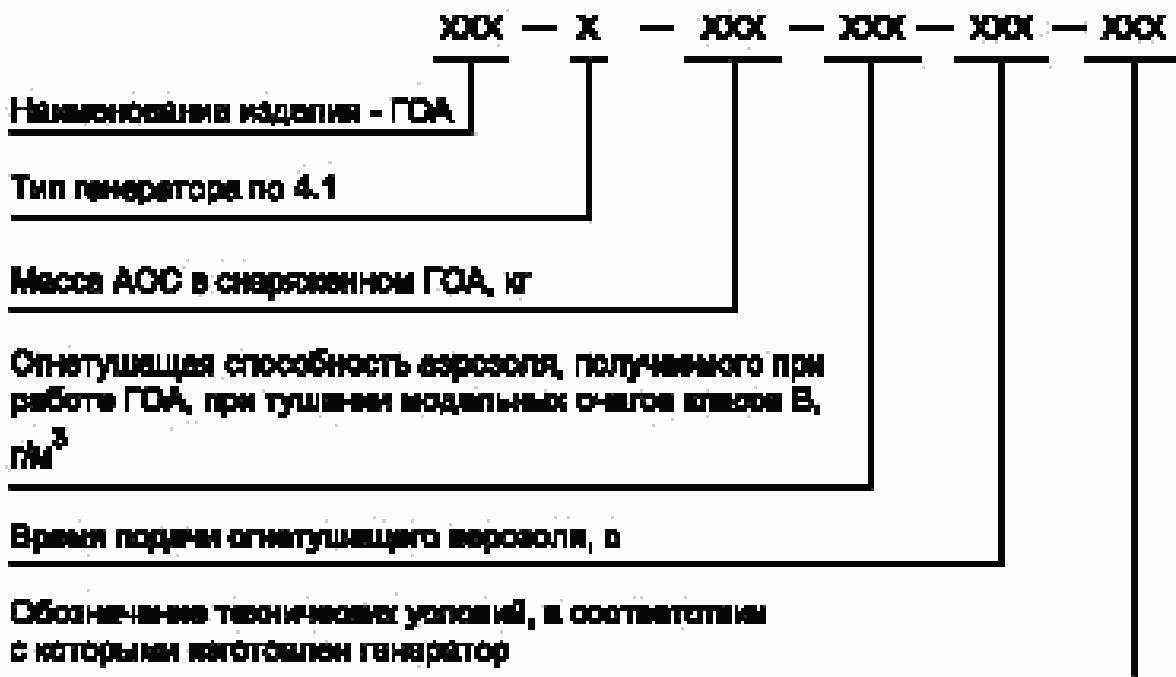 XXX — X — XXX — XXX — XXX — XXX
Наименование изделия - ГОА
Тип генератора по 4.1
Масса АОС в снаряженном ГОА, кг
Огнетушащая способность аэрозоля, получаемого при
работе ГОА, при тушении модельных очагов класса В,
г/м³
Время подачи огнетушащего аэрозоля, с
Обозначение технических условий, в соответствии
с которыми изготовлен генератор